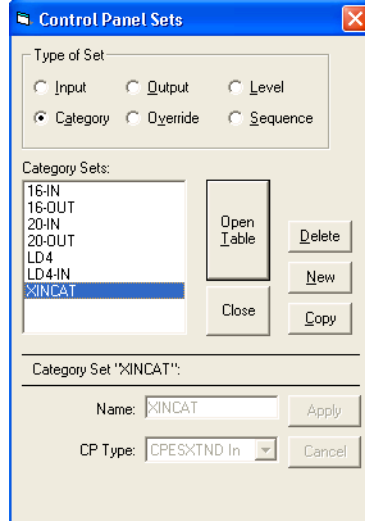 Control Panel Sets
Type of Set
Input Output Level
Category Override Sequence
Category Sets:
16-IN
16-OUT
20-IN
20-OUT
LD4
LD4-IN
XINCAT
Open
Table
Close
Delete
New
Copy
Category Set "XINCAT":
Name: XINCAT Apply
CP Type: CPESXTND In Cancel